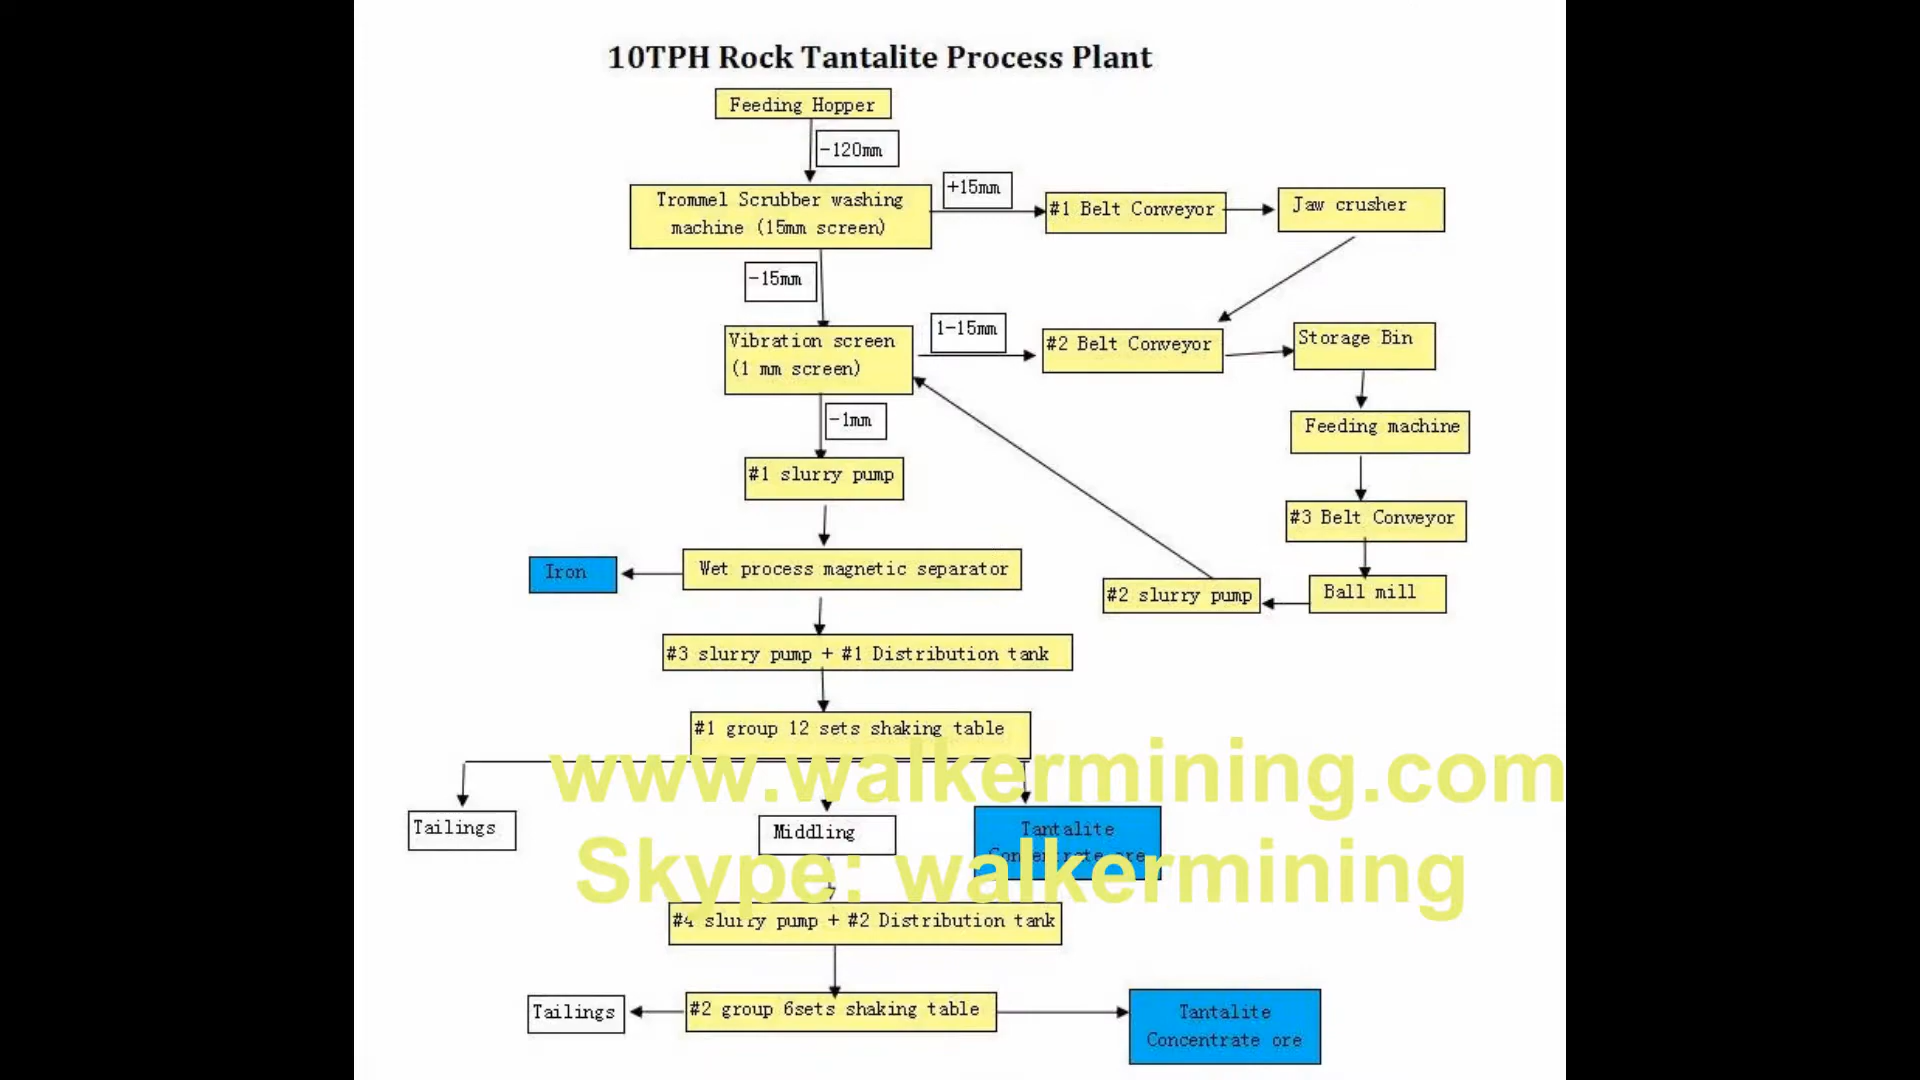 10TPH Rock Tantalite Process Plant
Feeding Hopper
-120mm
Trommel Scrubber washing
machine (15mm screen)
+15mm
#1 Belt Conveyor
Jaw crusher
-15mm
Vibration screen
(1 mm screen)
1-15mm
#2 Belt Conveyor
Storage Bin
-1mm
Feeding machine
#1 slurry pump
#3 Belt Conveyor
Iron
Wet process magnetic separator
#2 slurry pump
Ball mill
#3 slurry pump + #1 Distribution tank
#1 group 12 sets shaking table
www.walkermining.com
Tailings
Middling
Tantalite
Concentrate ore
Skype: walkermining
#4 slurry pump + #2 Distribution tank
Tailings
#2 group 6sets shaking table
Tantalite
Concentrate ore